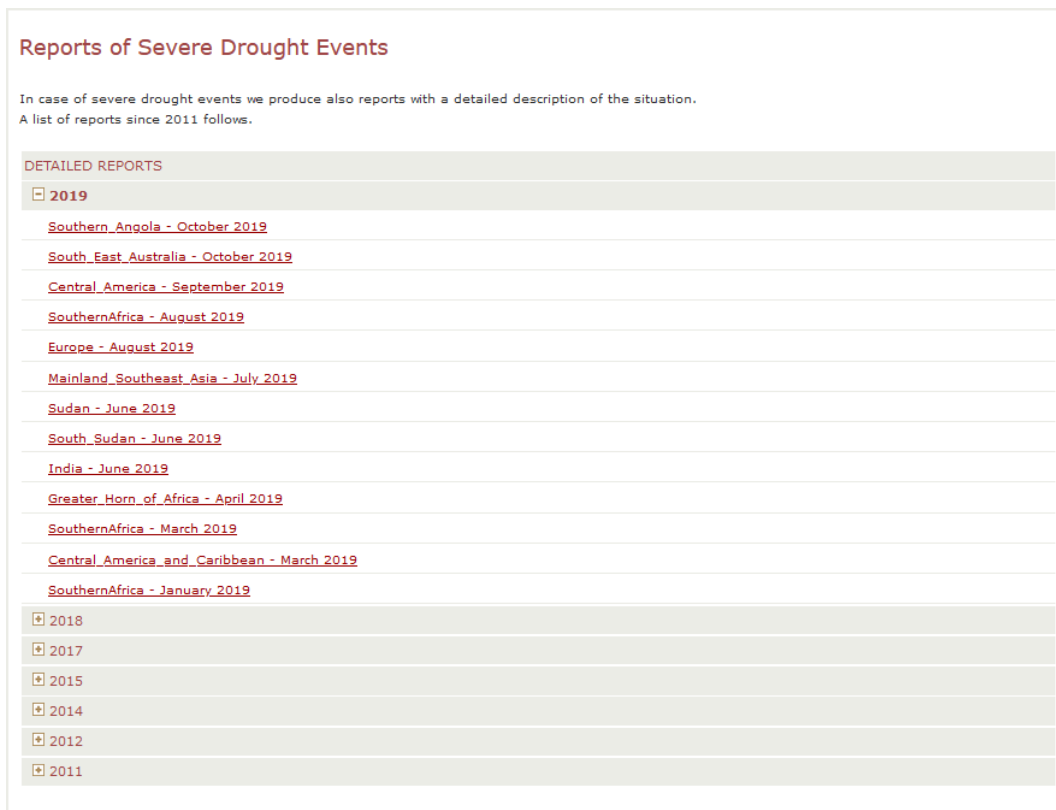 Reports of Severe Drought Events
In case of severe drought events we produce also reports with a detailed description of the situation.
A list of reports since 2011 follows.
DETAILED REPORTS
2019
Southern_Angola - October 2019
South_East_Australia - October 2019
Central_America - September 2019
SouthernAfrica - August 2019
Europe - August 2019
Mainland_Southeast_Asia - July 2019
Sudan - June 2019
South_Sudan - June 2019
India - June 2019
Greater_Horn_of_Africa - April 2019
SouthernAfrica - March 2019
Central_America_and_Caribbean - March 2019
SouthernAfrica - January 2019
2018
2017
2015
2014
2012
2011